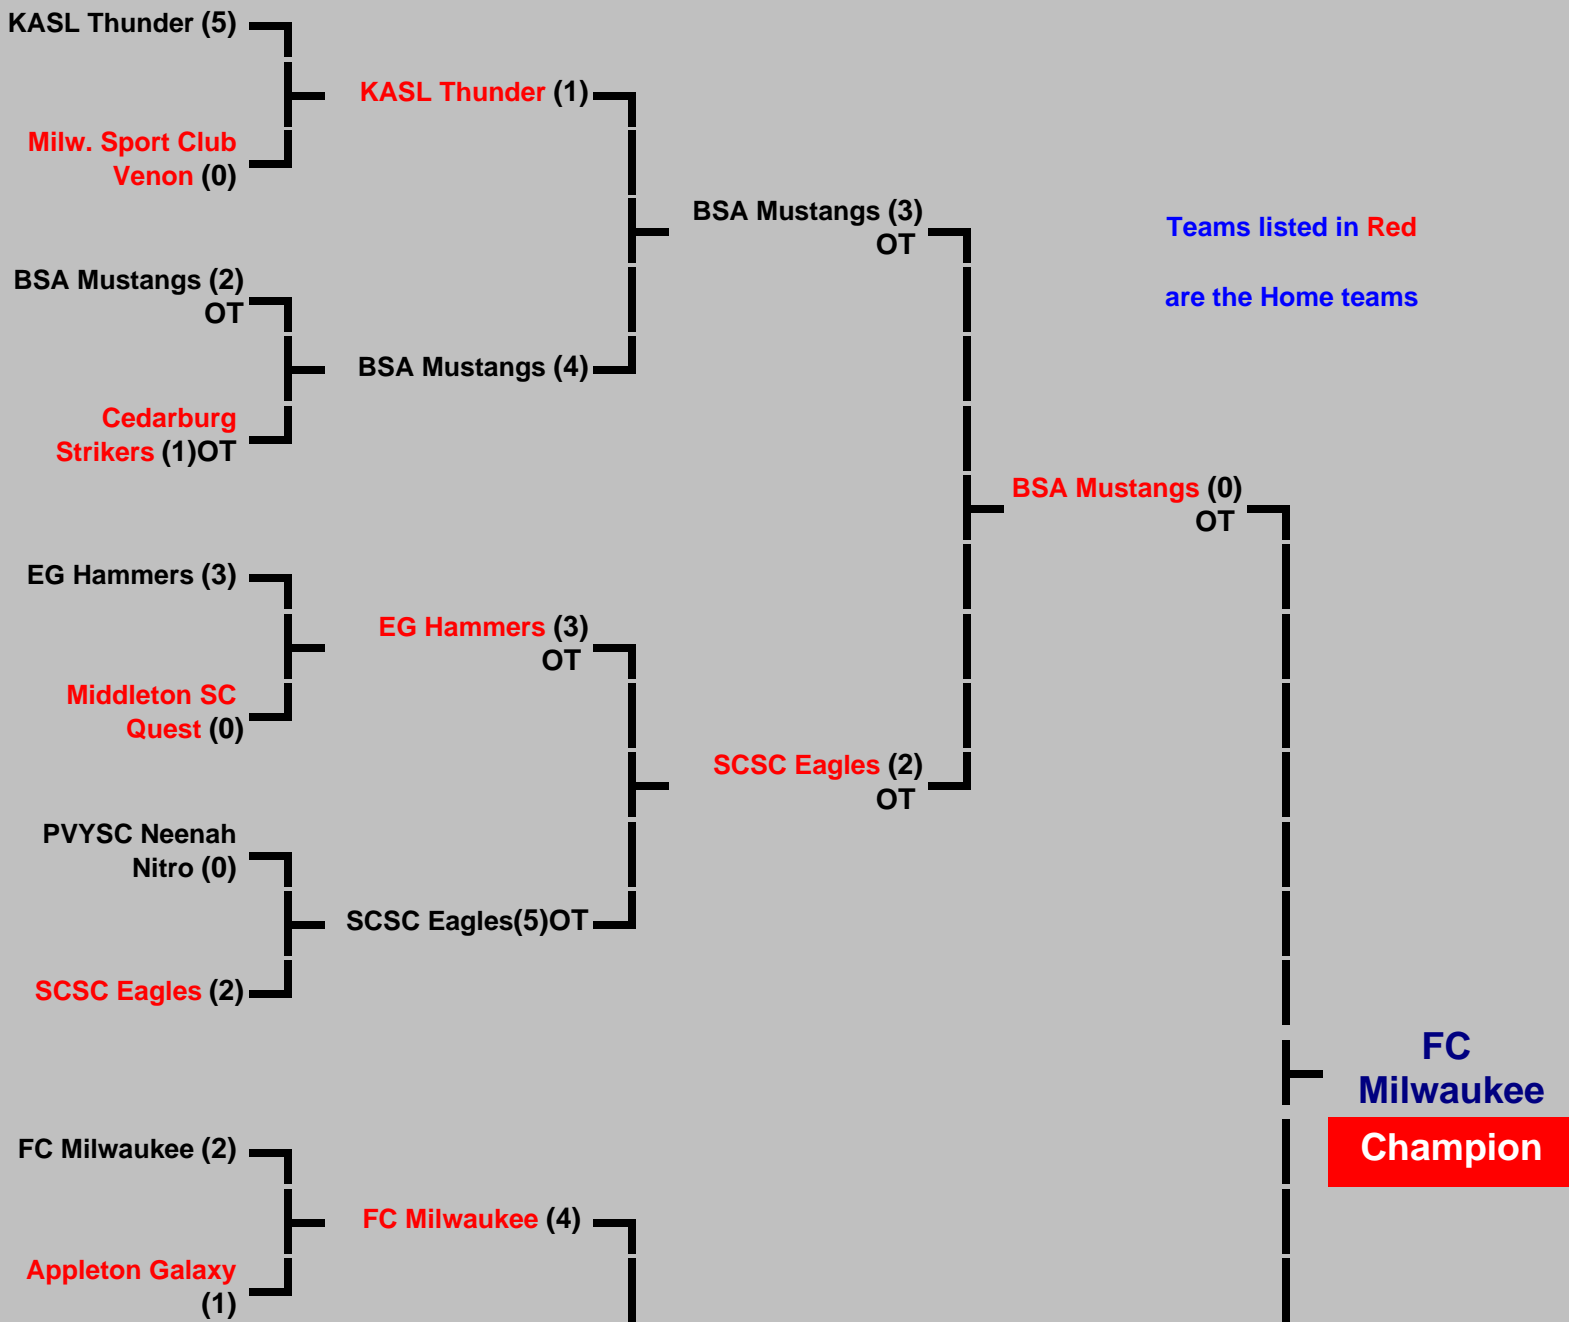 KASL Thunder (5)
KASL Thunder (1)
Milw. Sport Club
Venon (0)
BSA Mustangs (3)
OT
Teams listed in Red
are the Home teams
BSA Mustangs (2)
OT
BSA Mustangs (4)
Cedarburg
Strikers (1)OT
BSA Mustangs (0)
OT
EG Hammers (3)
EG Hammers (3)
OT
Middleton SC
Quest (0)
SCSC Eagles (2)
OT
PVYSC Neenah
Nitro (0)
SCSC Eagles(5)OT
SCSC Eagles (2)
FC
Milwaukee
Champion
FC Milwaukee (2)
FC Milwaukee (4)
Appleton Galaxy
(1)